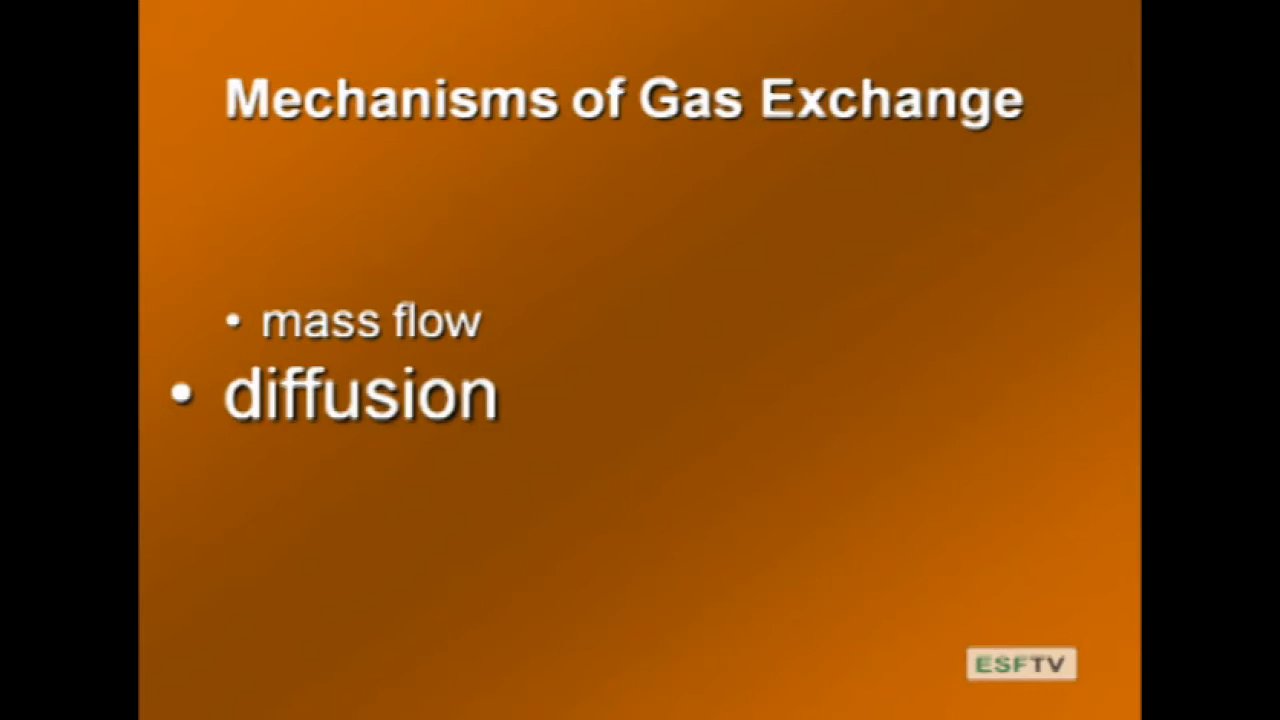 Mechanisms of Gas Exchange
• mass flow
• diffusion
ESFTV